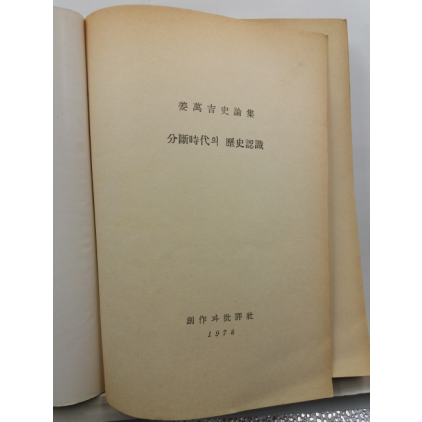 姜萬吉史論集
分斷時代의 歷史認識
創作과批評社
1978